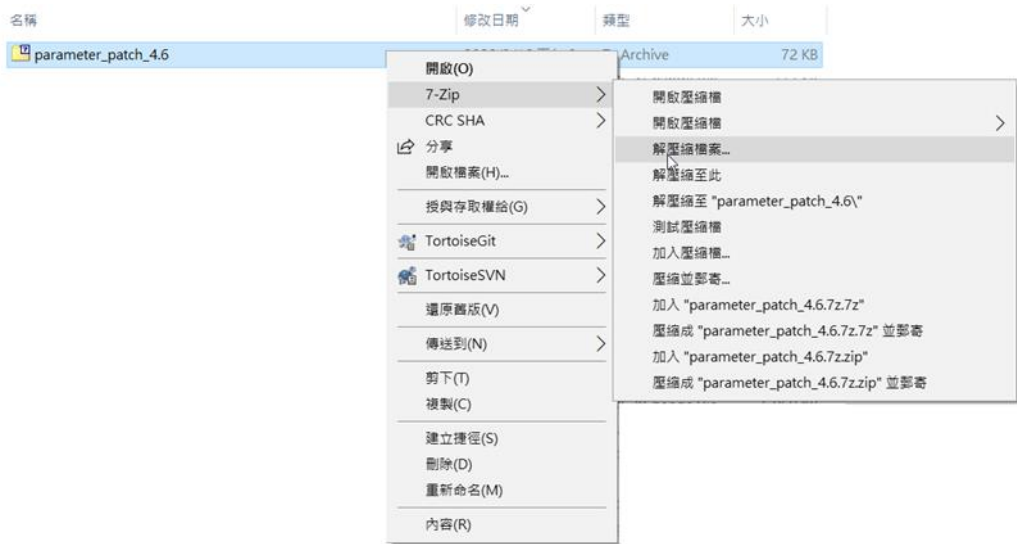 名稱 修改日期 類型 大小
parameter_patch_4.6 Archive 72 KB
開啟(O)
7-Zip
CRC SHA
分享
開啟檔案(H)...
授與存取權給(G)
TortoiseGit
TortoiseSVN
還原舊版(V)
傳送到(N)
剪下(T)
複製(C)
建立捷徑(S)
刪除(D)
重新命名(M)
內容(R)
開啟壓縮檔
開啟壓縮檔
解壓縮檔案...
解壓縮至此
解壓縮至 "parameter_patch_4.6\"
測試壓縮檔
加入壓縮檔...
壓縮並郵寄...
加入 "parameter_patch_4.6.7z.7z"
壓縮成 "parameter_patch_4.6.7z.7z" 並郵寄
加入 "parameter_patch_4.6.7z.zip"
壓縮成 "parameter_patch_4.6.7z.zip" 並郵寄